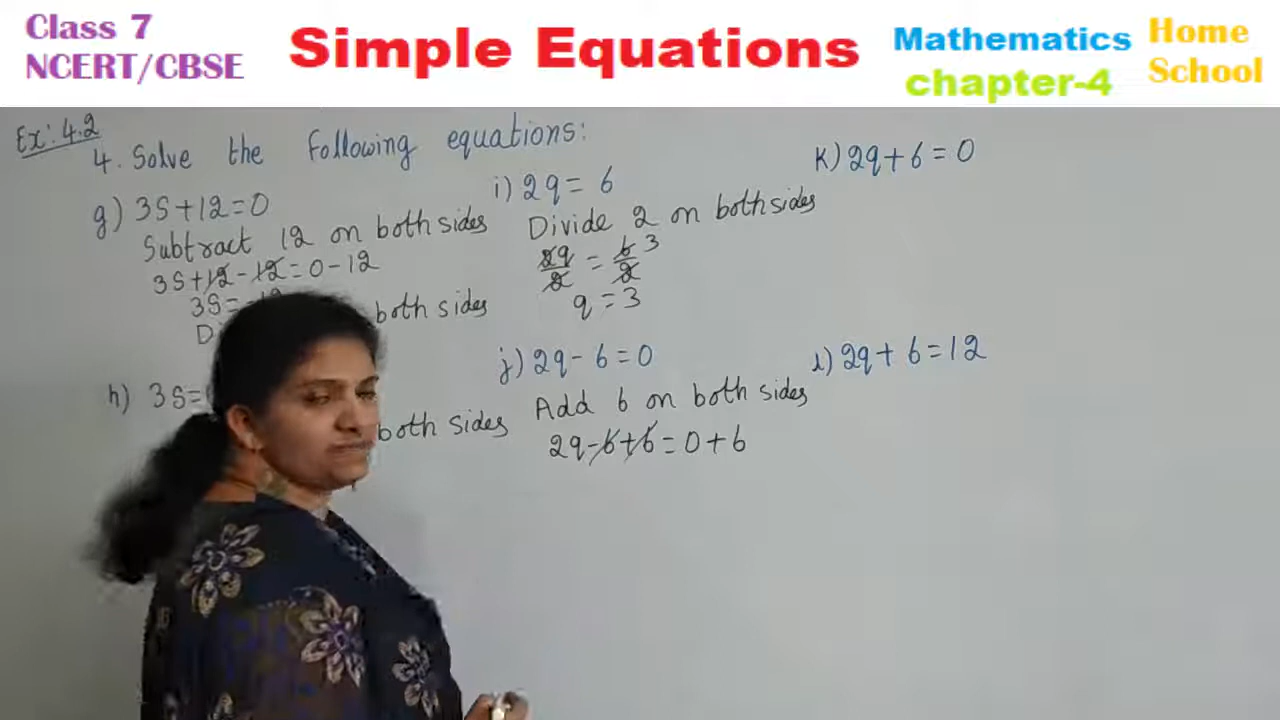 Class 7
NCERT/CBSE
Simple Equations
Mathematics
chapter-4
Home
School
Ex: 4.2
4. Solve the following equations:
g) 3s+12=0
Subtract 12 on both sides
3s+12-12=0-12
3s=
both sides
h) 3s=
both sides
i) 2q=6
Divide 2 on both sides
2q/2 = 6/2 3
q=3
j) 2q-6=0
Add 6 on both sides
2q-6+6=0+6
k) 2q+6=0
l) 2q+6=12